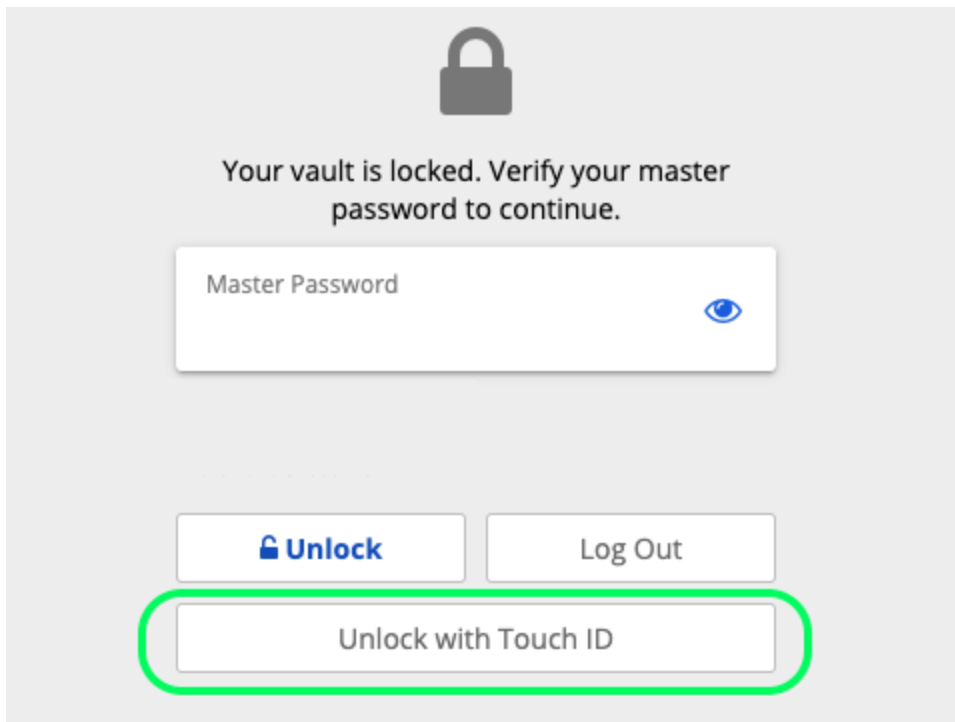 Your vault is locked. Verify your master
password to continue.
Master Password
Unlock
Log Out
Unlock with Touch ID